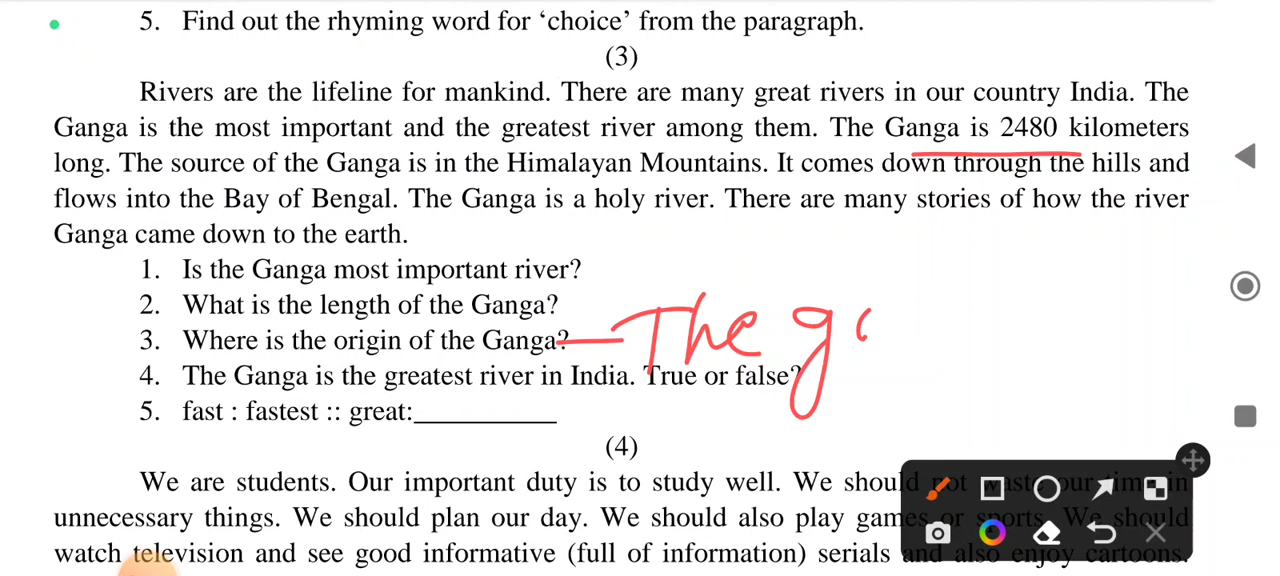 5. Find out the rhyming word for ‘choice’ from the paragraph.
(3)
Rivers are the lifeline for mankind. There are many great rivers in our country India. The
Ganga is the most important and the greatest river among them. The Ganga is 2480 kilometers
long. The source of the Ganga is in the Himalayan Mountains. It comes down through the hills and
flows into the Bay of Bengal. The Ganga is a holy river. There are many stories of how the river
Ganga came down to the earth.
1. Is the Ganga most important river?
2. What is the length of the Ganga?
3. Where is the origin of the Ganga?
The g
4. The Ganga is the greatest river in India. True or false?
5. fast : fastest :: great:__________
(4)
We are students. Our important duty is to study well. We should not waste our time in
unnecessary things. We should plan our day. We should also play games or sports. We should
watch television and see good informative (full of information) serials and also enjoy cartoons.